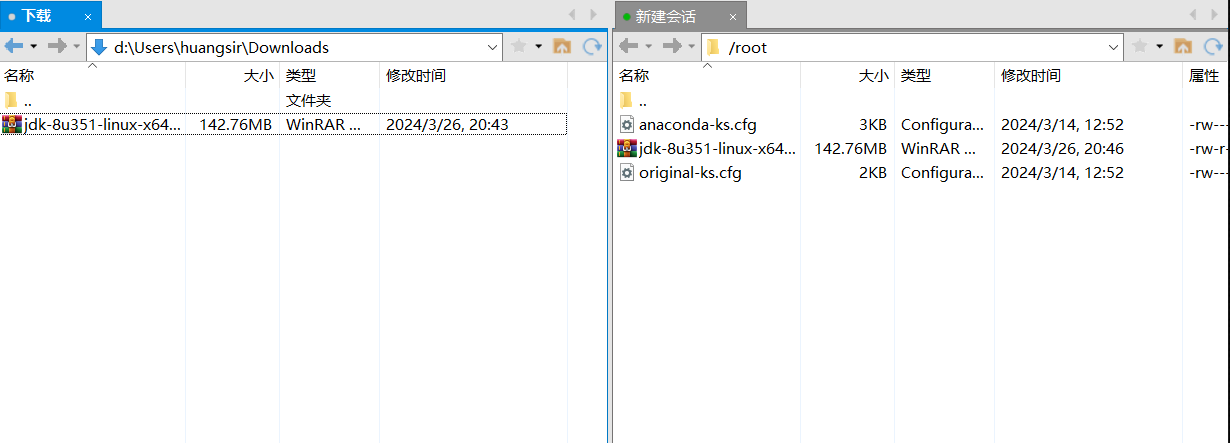 下载
新建会话
d:\Users\huangsir\Downloads
/root
名称 大小 类型 修改时间
名称 大小 类型 修改时间 属性
.. 文件夹
..
jdk-8u351-linux-x64... 142.76MB WinRAR ... 2024/3/26, 20:43
anaconda-ks.cfg 3KB Configura... 2024/3/14, 12:52 -rw---
jdk-8u351-linux-x64... 142.76MB WinRAR ... 2024/3/26, 20:46 -rw-r-
original-ks.cfg 2KB Configura... 2024/3/14, 12:52 -rw---